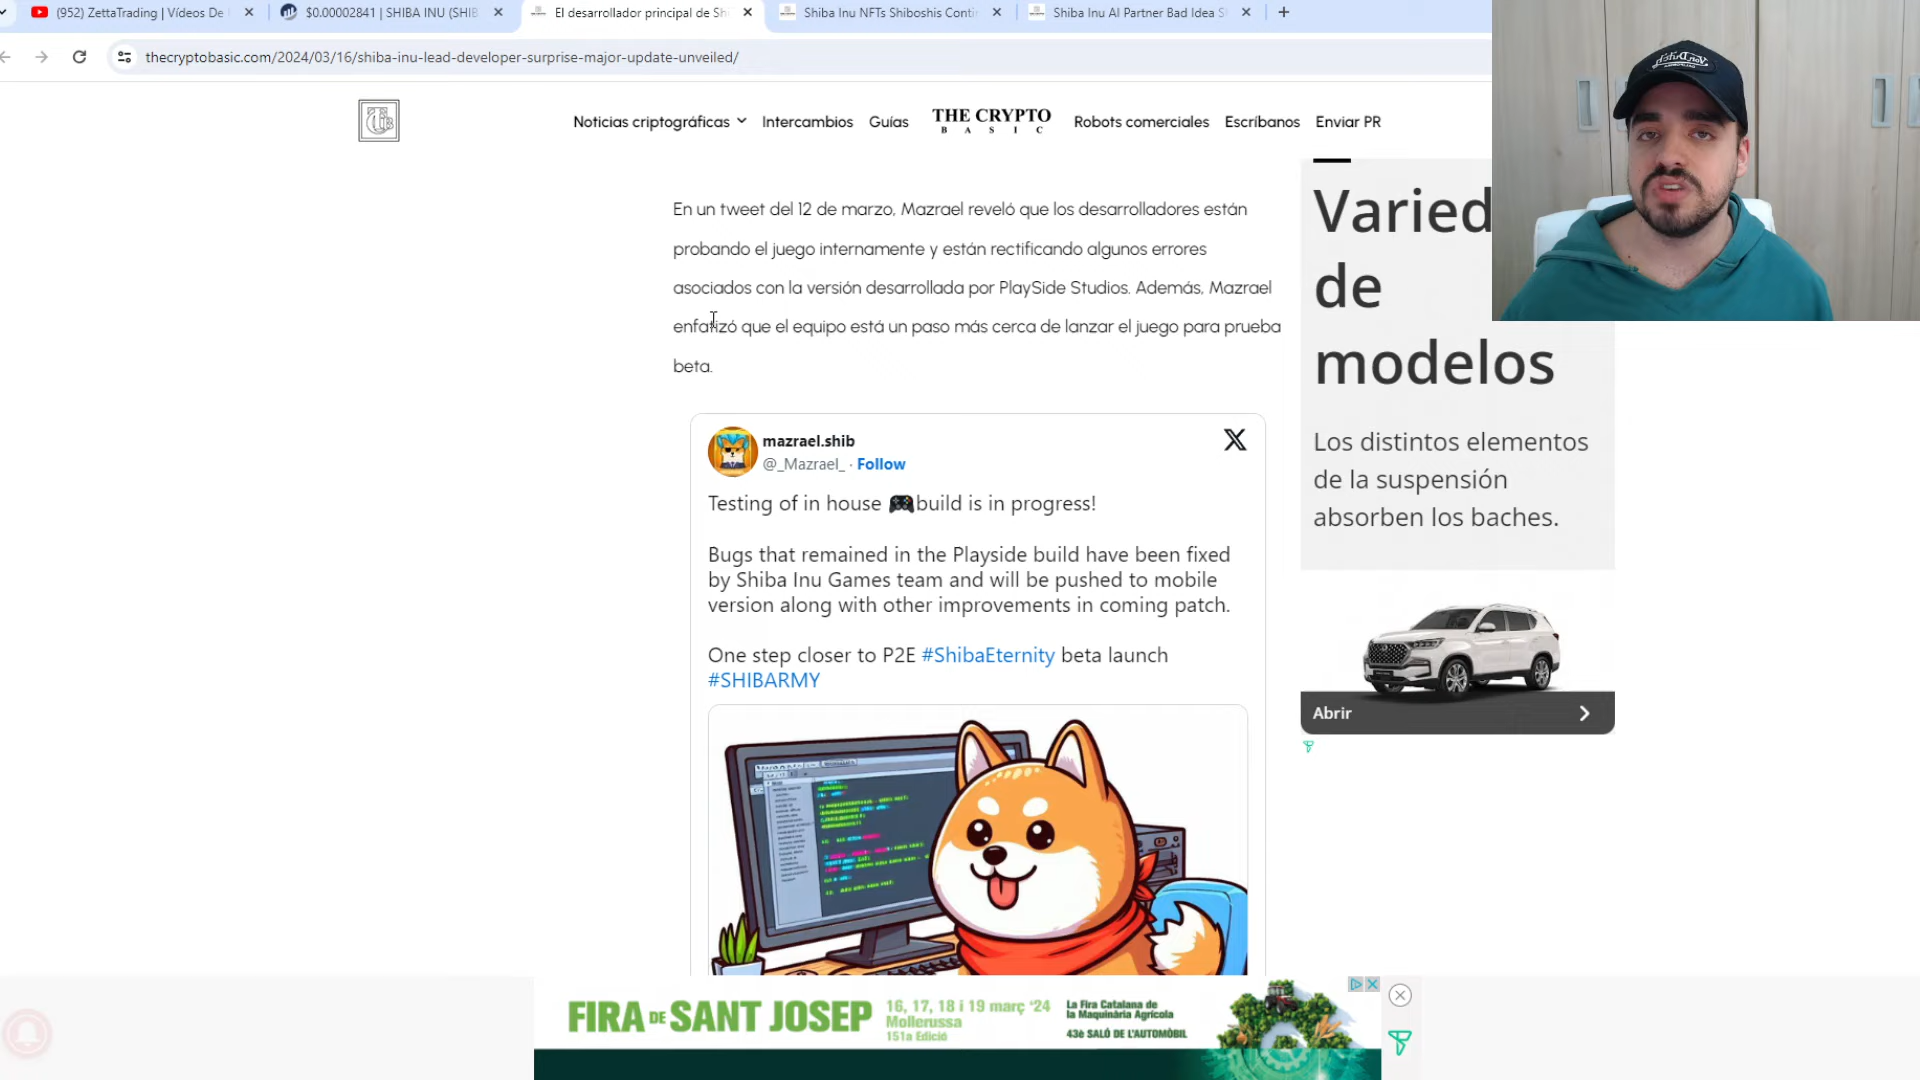 (952) ZettaTrading | Vídeos De
$0.00002841 | SHIBA INU (SHIB
El desarrollador principal de Shi
Shiba Inu NFTs Shiboshis Contin
Shiba Inu AI Partner Bad Idea S
thecryptobasic.com/2024/03/16/shiba-inu-lead-developer-surprise-major-update-unveiled/
Noticias criptográficas
Intercambios
Guías
THE CRYPTO
BASIC
Robots comerciales
Escríbanos
Enviar PR
En un tweet del 12 de marzo, Mazrael reveló que los desarrolladores están
probando el juego internamente y están rectificando algunos errores
asociados con la versión desarrollada por PlaySide Studios. Además, Mazrael
enfatizó que el equipo está un paso más cerca de lanzar el juego para prueba
beta.
mazrael.shib
@_Mazrael_ · Follow
Testing of in house 🎮build is in progress!
Bugs that remained in the Playside build have been fixed
by Shiba Inu Games team and will be pushed to mobile
version along with other improvements in coming patch.
One step closer to P2E #ShibaEternity beta launch
#SHIBARMY
Varied
de
modelos
Los distintos elementos
de la suspensión
absorben los baches.
Abrir
FIRA DE SANT JOSEP
16, 17, 18 i 19 març '24
Mollerussa
151a Edició
La Fira Catalana de
la Maquinària Agrícola
43è SALÓ DE L'AUTOMÒBIL